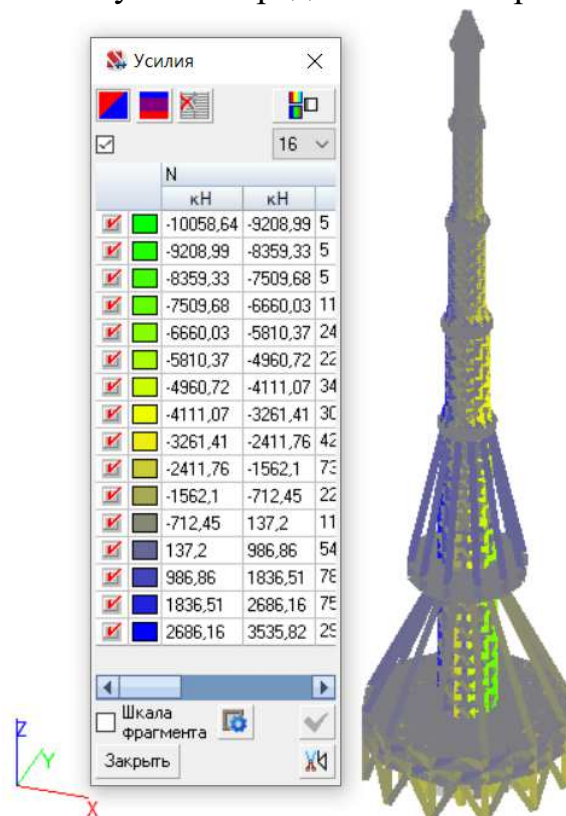 Усилия
16
N
кН кН
-10058,64 -9208,99 5
-9208,99 -8359,33 5
-8359,33 -7509,68 5
-7509,68 -6660,03 11
-6660,03 -5810,37 24
-5810,37 -4960,72 22
-4960,72 -4111,07 34
-4111,07 -3261,41 30
-3261,41 -2411,76 42
-2411,76 -1562,1 73
-1562,1 -712,45 22
-712,45 137,2 11
137,2 986,86 54
986,86 1836,51 78
1836,51 2686,16 75
2686,16 3535,82 29
Шкала
фрагмента
Закрыть
Z
Y
X